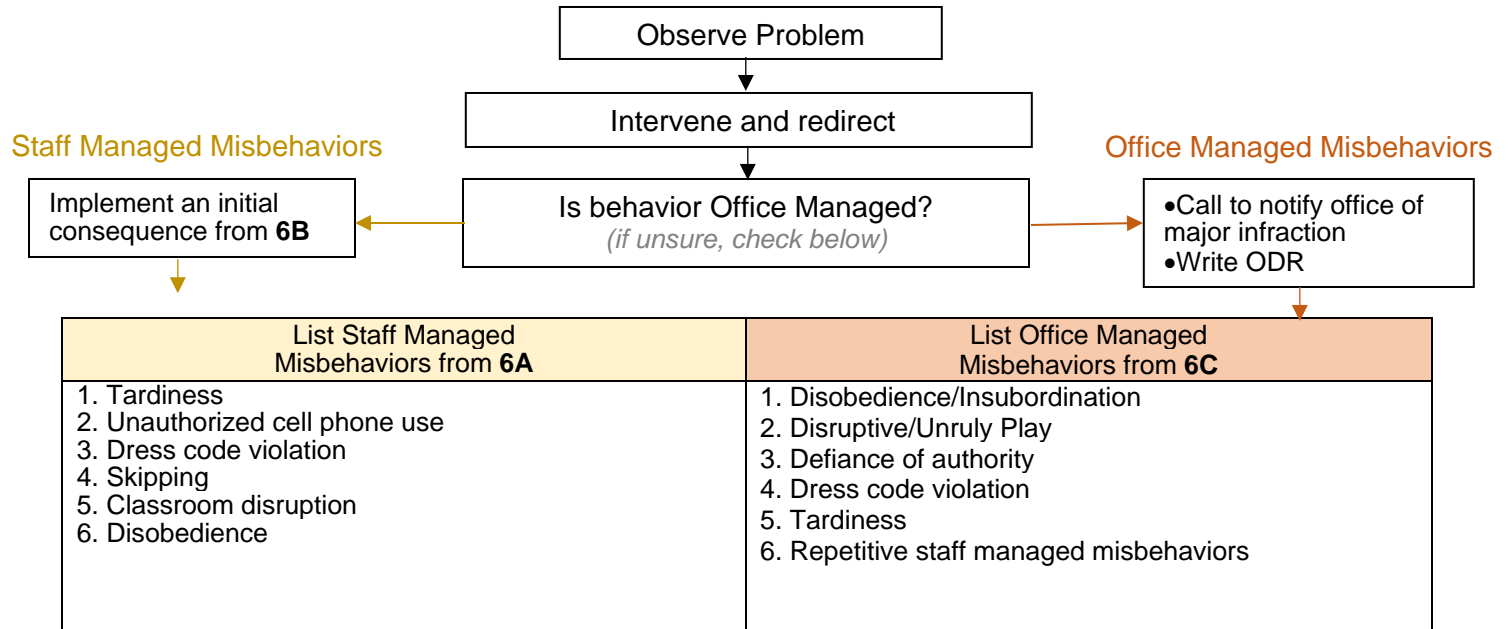 Observe Problem
Intervene and redirect
Staff Managed Misbehaviors
Office Managed Misbehaviors
Implement an initial
consequence from 6B
Is behavior Office Managed?
(if unsure, check below)
•Call to notify office of
major infraction
•Write ODR
List Staff Managed
Misbehaviors from 6A
1. Tardiness
2. Unauthorized cell phone use
3. Dress code violation
4. Skipping
5. Classroom disruption
6. Disobedience
List Office Managed
Misbehaviors from 6C
1. Disobedience/Insubordination
2. Disruptive/Unruly Play
3. Defiance of authority
4. Dress code violation
5. Tardiness
6. Repetitive staff managed misbehaviors